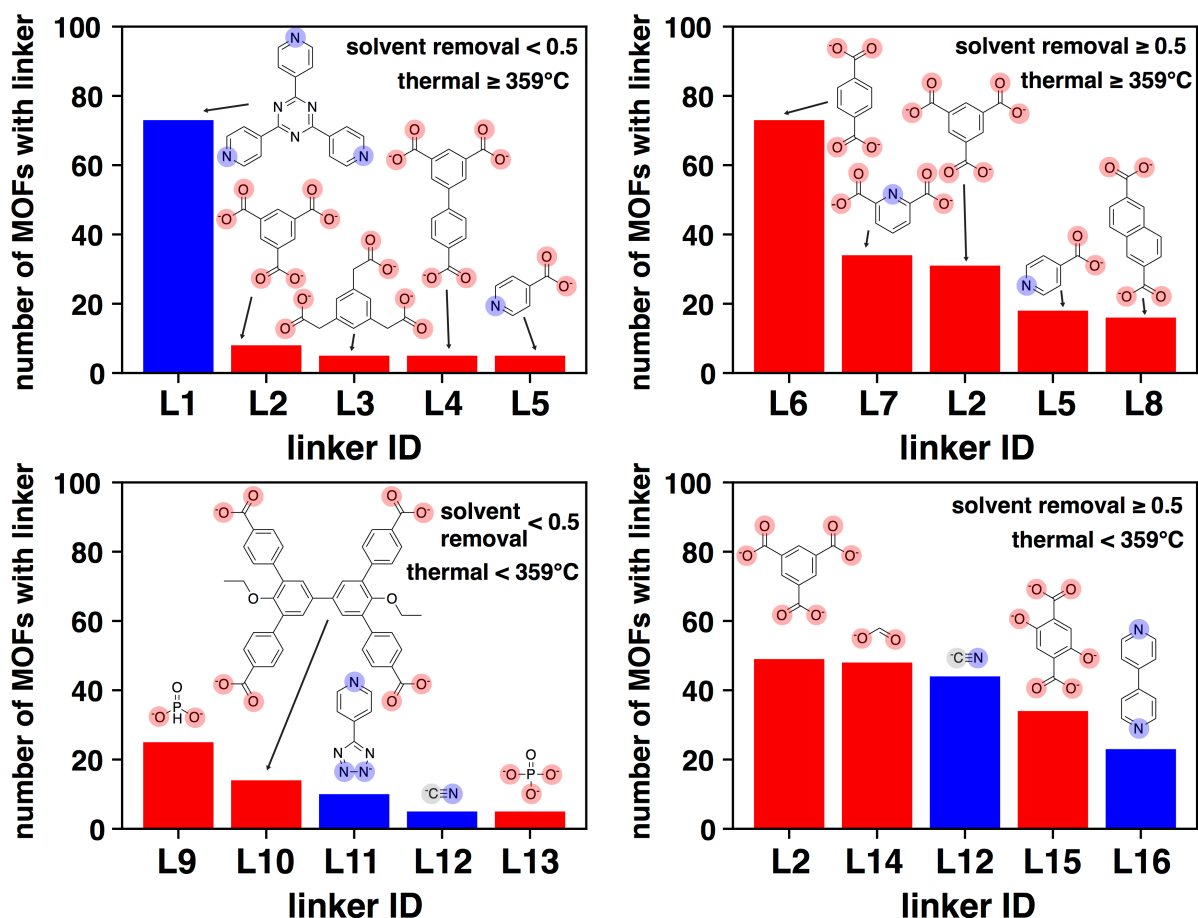 number of MOFs with linker
100
80
60
40
20
0
solvent removal < 0.5
thermal ≥ 359°C
N
N
N
N
N
N
O
O⁻
O
O⁻
O
O⁻
O
O⁻
O
O⁻
O
O⁻
O
O⁻
O
O⁻
O
O⁻
N
O
O⁻
L1 L2 L3 L4 L5
linker ID
number of MOFs with linker
100
80
60
40
20
0
solvent removal ≥ 0.5
thermal ≥ 359°C
O
O⁻
O
O⁻
O
O⁻
O
O⁻
O
O⁻
N
O
O⁻
O
O⁻
N
O
O⁻
O
O⁻
O
O⁻
L6 L7 L2 L5 L8
linker ID
number of MOFs with linker
100
80
60
40
20
0
solvent
removal < 0.5
thermal < 359°C
O
⁻O P O⁻
H
O
O⁻
O
O⁻
O
O
O
O⁻
O
O⁻
N
N N
N N⁻
⁻C≡N
O
⁻O P O⁻
O⁻
L9 L10 L11 L12 L13
linker ID
number of MOFs with linker
100
80
60
40
20
0
solvent removal ≥ 0.5
thermal < 359°C
O
O⁻
O
O⁻
O
O⁻
⁻O O
⁻C≡N
⁻O O
⁻O
O⁻
O O⁻
N
N
L2 L14 L12 L15 L16
linker ID